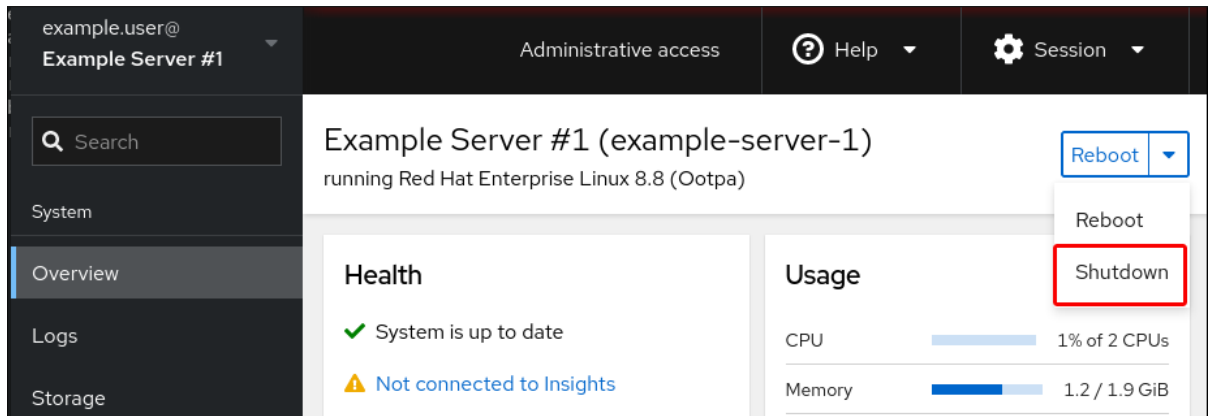 example.user@
Example Server #1
Administrative access
Help
Session
Search
Example Server #1 (example-server-1)
running Red Hat Enterprise Linux 8.8 (Ootpa)
Reboot
System
Reboot
Shutdown
Overview
Logs
Storage
Health
System is up to date
Not connected to Insights
Usage
CPU 1% of 2 CPUs
Memory 1.2 / 1.9 GiB